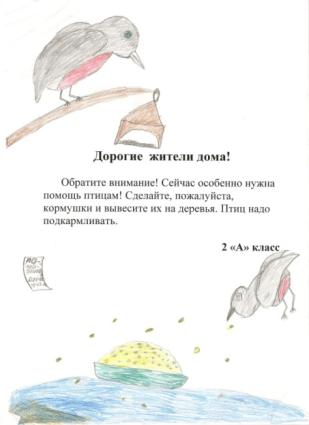 Дорогие жители дома!
Обратите внимание! Сейчас особенно нужна
помощь птицам! Сделайте, пожалуйста,
кормушки и вывесите их на деревья. Птиц надо
подкармливать.
2 «А» класс